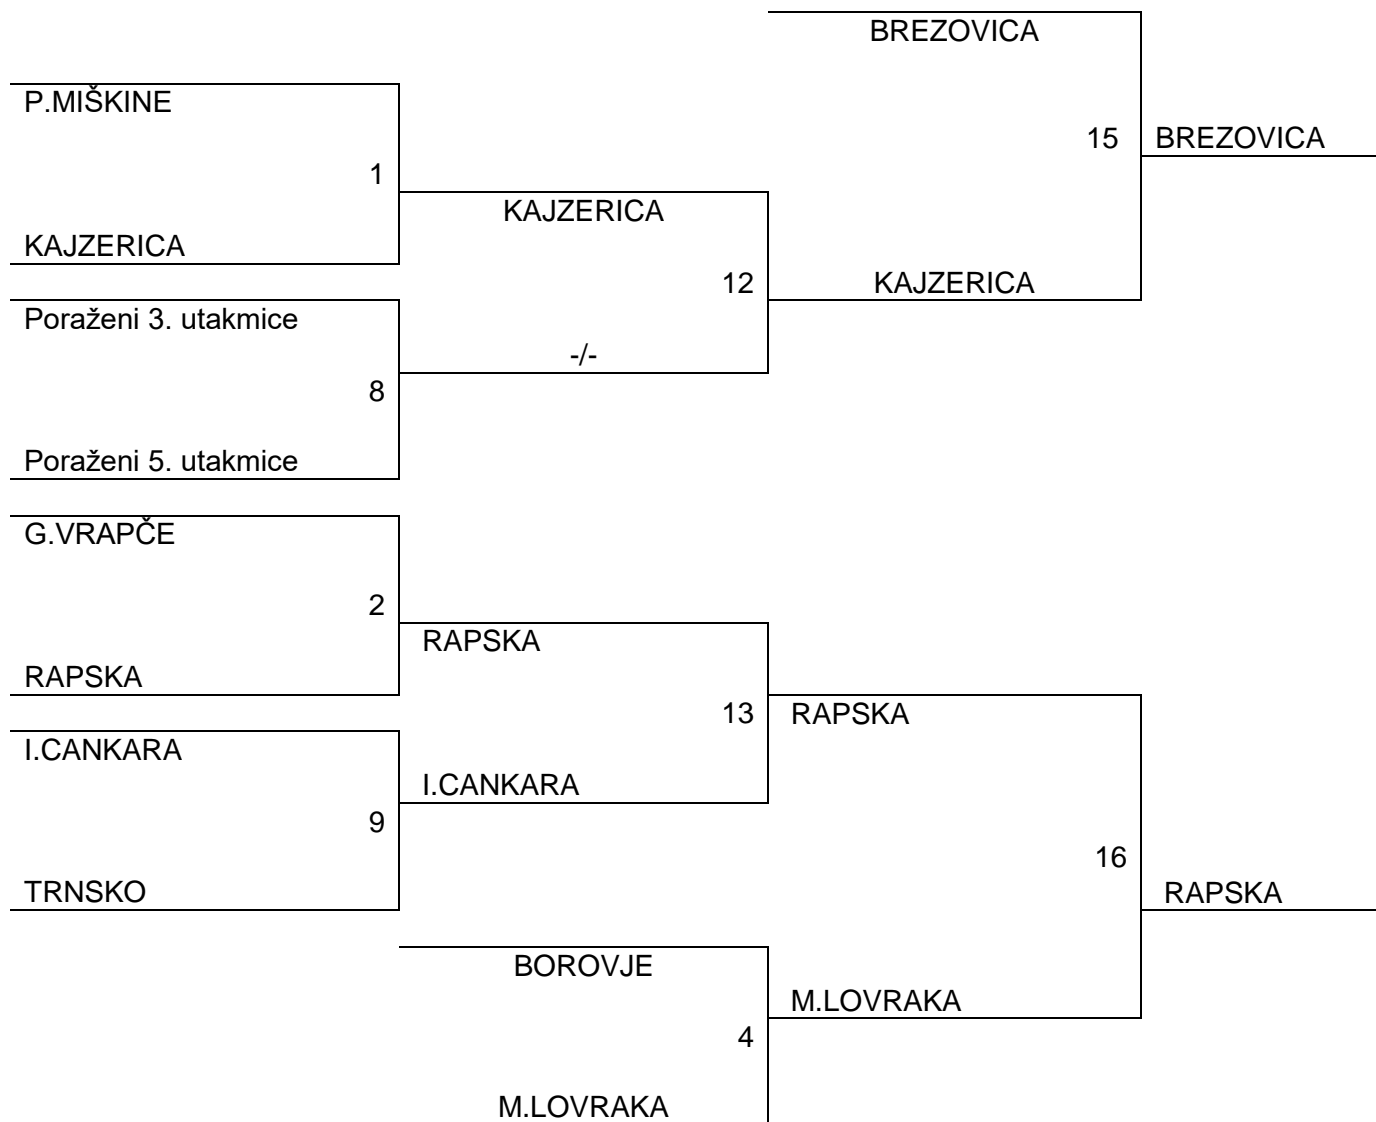 BREZOVICA
P.MIŠKINE
15 BREZOVICA
1
KAJZERICA
KAJZERICA
12 KAJZERICA
Poraženi 3. utakmice
-/-
8
Poraženi 5. utakmice
G.VRAPČE
2
RAPSKA
RAPSKA
13 RAPSKA
I.CANKARA
I.CANKARA
9
16
TRNSKO
RAPSKA
BOROVJE
M.LOVRAKA
4
M.LOVRAKA